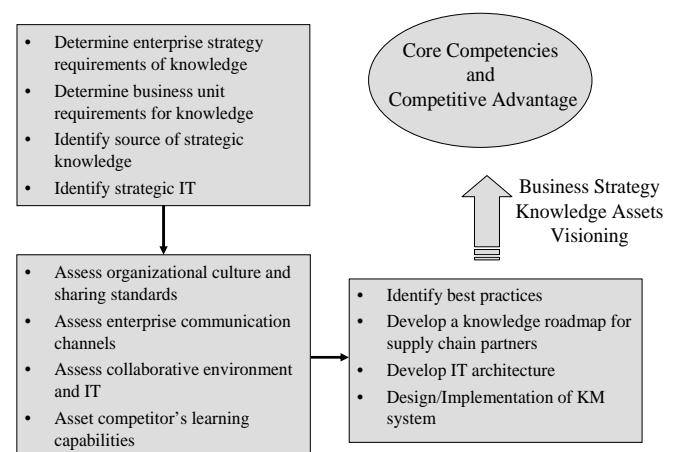 • Determine enterprise strategy
requirements of knowledge
• Determine business unit
requirements for knowledge
• Identify source of strategic
knowledge
• Identify strategic IT
Core Competencies
and
Competitive Advantage
Business Strategy
Knowledge Assets
Visioning
• Assess organizational culture and
sharing standards
• Assess enterprise communication
channels
• Assess collaborative environment
and IT
• Asset competitor’s learning
capabilities
• Identify best practices
• Develop a knowledge roadmap for
supply chain partners
• Develop IT architecture
• Design/Implementation of KM
system